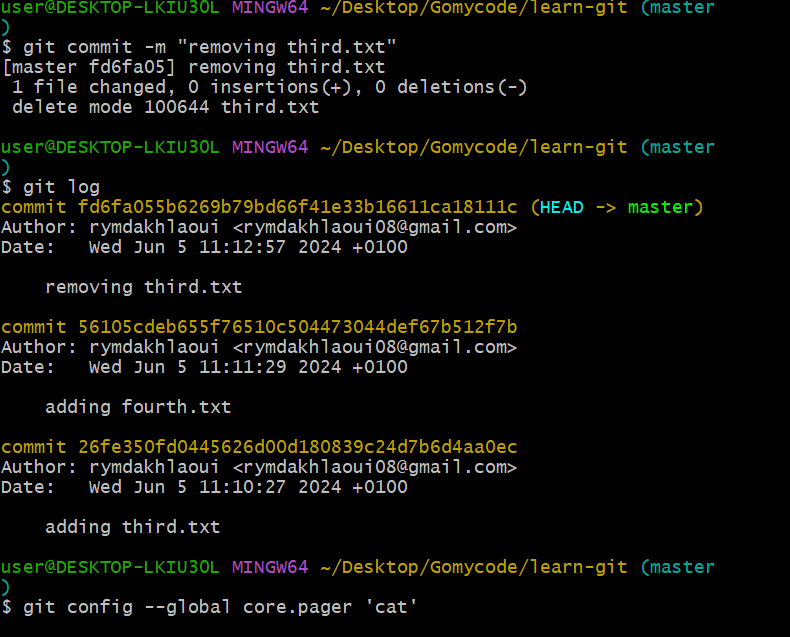 user@DESKTOP-LKIU3OL MINGW64 ~/Desktop/Gomycode/learn-git (master
)
$ git commit -m "removing third.txt"
[master fd6fa05] removing third.txt
 1 file changed, 0 insertions(+), 0 deletions(-)
 delete mode 100644 third.txt

user@DESKTOP-LKIU3OL MINGW64 ~/Desktop/Gomycode/learn-git (master
)
$ git log
commit fd6fa055b6269b79bd66f41e33b16611ca18111c (HEAD -> master)
Author: rymdakhlaoui <rymdakhlaoui08@gmail.com>
Date:   Wed Jun 5 11:12:57 2024 +0100

    removing third.txt

commit 56105cdeb655f76510c504473044def67b512f7b
Author: rymdakhlaoui <rymdakhlaoui08@gmail.com>
Date:   Wed Jun 5 11:11:29 2024 +0100

    adding fourth.txt

commit 26fe350fd0445626d00d180839c24d7b6d4aa0ec
Author: rymdakhlaoui <rymdakhlaoui08@gmail.com>
Date:   Wed Jun 5 11:10:27 2024 +0100

    adding third.txt

user@DESKTOP-LKIU3OL MINGW64 ~/Desktop/Gomycode/learn-git (master
)
$ git config --global core.pager 'cat'